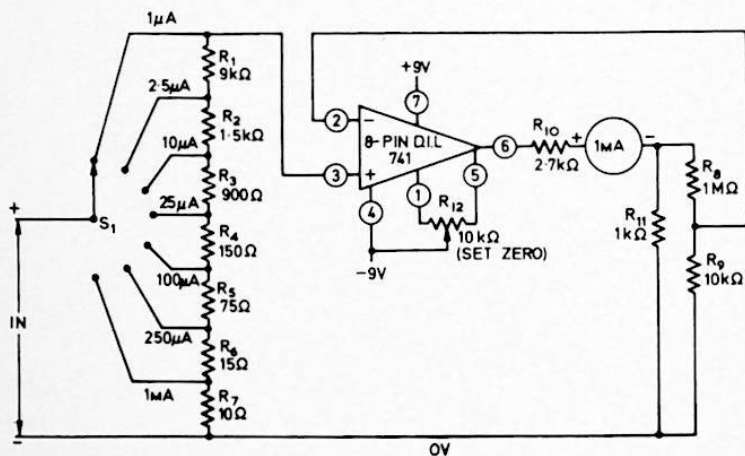 1µA
R1
9kΩ
2·5µA
R2
1·5kΩ
10µA
R3
900Ω
25µA
R4
150Ω
100µA
R5
75Ω
250µA
R6
15Ω
1MA
R7
10Ω
+
S1
IN
-
0V
+9V
7
2
-
8-PIN D.I.L
741
3
+
6
5
4
1
R12
10kΩ
(SET ZERO)
-9V
R10
2·7kΩ
+
1MA
-
R8
1MΩ
R11
1kΩ
R9
10kΩ